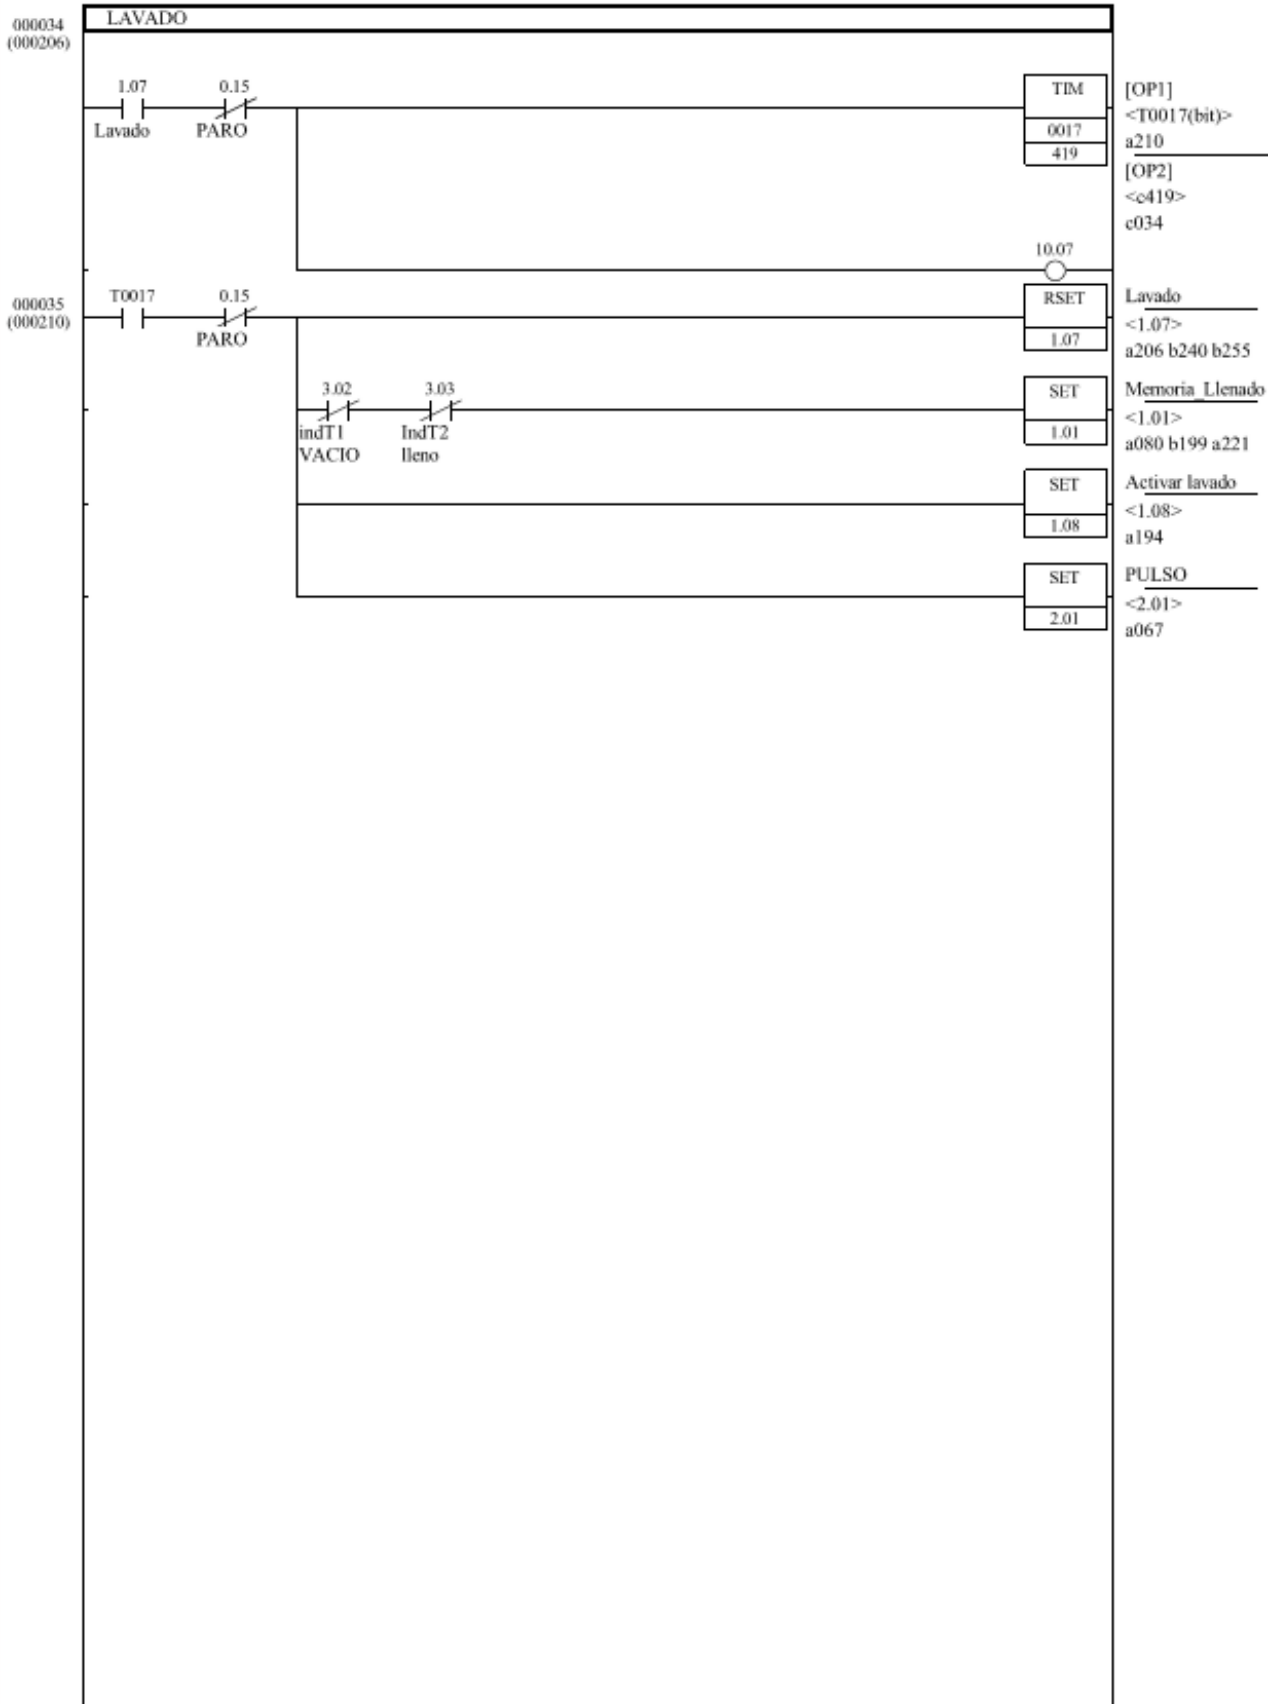 000034
(000206)
LAVADO
1.07
Lavado
0.15
PARO
TIM
0017
419
[OP1]
<T0017(bit)>
a210
[OP2]
<c419>
c034
10.07
000035
(000210)
T0017
0.15
PARO
RSET
1.07
Lavado
<1.07>
a206 b240 b255
3.02
indT1
VACIO
3.03
IndT2
lleno
SET
1.01
Memoria_Llenado
<1.01>
a080 b199 a221
SET
1.08
Activar lavado
<1.08>
a194
SET
2.01
PULSO
<2.01>
a067